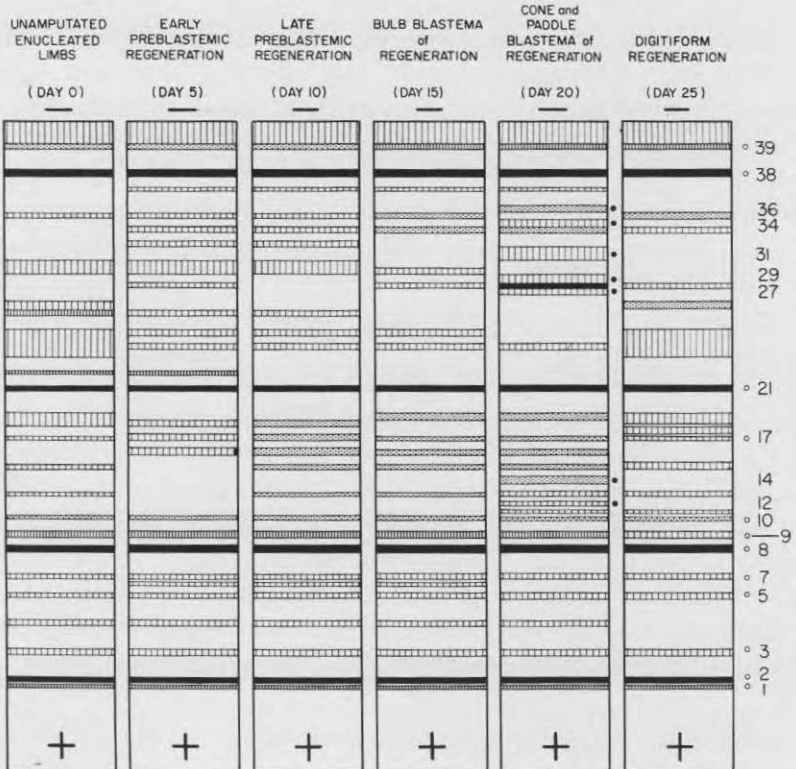 UNAMPUTATED
ENUCLEATED
LIMBS
(DAY 0)
EARLY
PREBLASTEMIC
REGENERATION
(DAY 5)
LATE
PREBLASTEMIC
REGENERATION
(DAY 10)
BULB BLASTEMA
of
REGENERATION
(DAY 15)
CONE and
PADDLE
BLASTEMA of
REGENERATION
(DAY 20)
DIGITIFORM
REGENERATION
(DAY 25)
— — — — — —
39
38
36
34
31
29
27
21
17
14
12
10
9
8
7
5
3
2
1
+ + + + + +